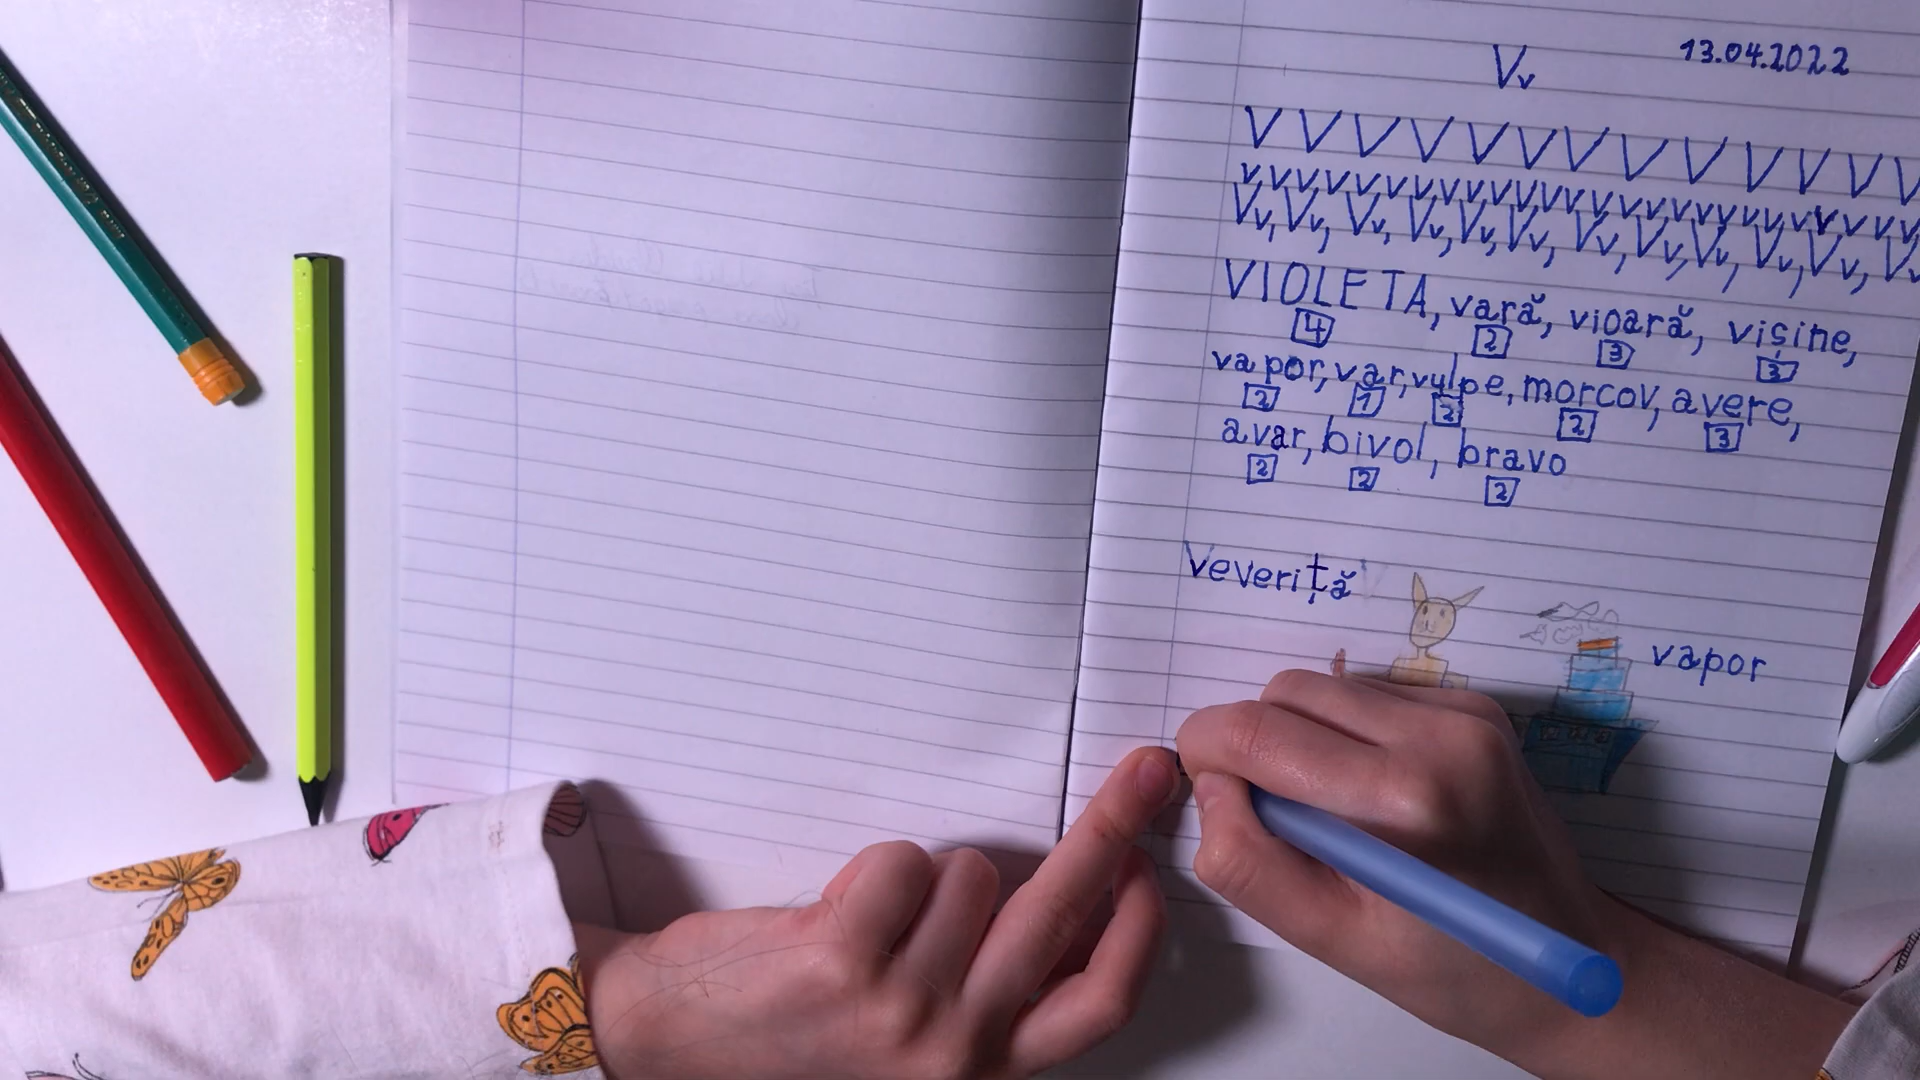 Vv 13.04.2022
V V V V V V V V V V V V V
v v v v v v v v v v v v v v v v v v v v v v v v v v
Vv, Vv, Vv, Vv, Vv, Vv, Vv, Vv, Vv, Vv, Vv, Vv
VIOLETA, vară, vioară, vișine,
4 2 3 3
vapor, văr, vulpe, morcov, avere,
2 1 2 2 3
avar, bivol, bravo
2 2 2
Veveriță
vapor